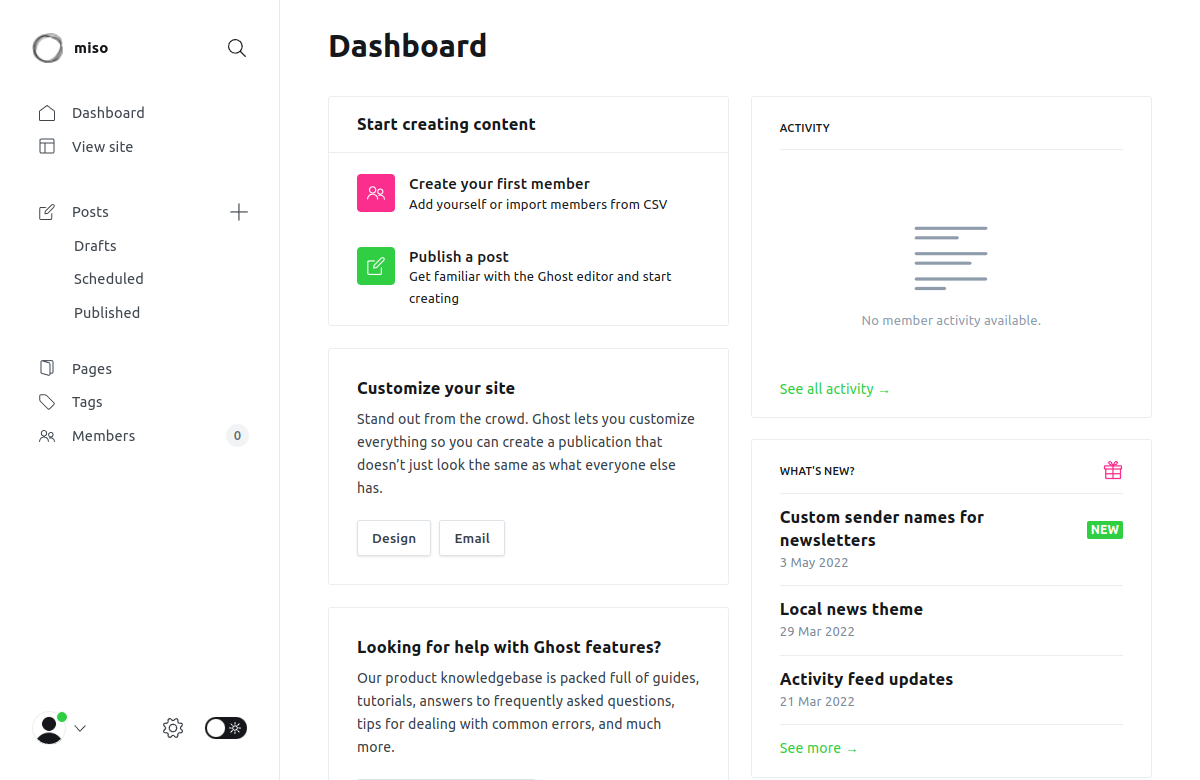 miso
Dashboard
View site
Posts
Drafts
Scheduled
Published
Pages
Tags
Members 0
Dashboard
Start creating content
Create your first member
Add yourself or import members from CSV
Publish a post
Get familiar with the Ghost editor and start
creating
Customize your site
Stand out from the crowd. Ghost lets you customize
everything so you can create a publication that
doesn’t just look the same as what everyone else
has.
Design Email
Looking for help with Ghost features?
Our product knowledgebase is packed full of guides,
tutorials, answers to frequently asked questions,
tips for dealing with common errors, and much
more.
ACTIVITY
No member activity available.
See all activity →
WHAT'S NEW?
Custom sender names for
newsletters
NEW
3 May 2022
Local news theme
29 Mar 2022
Activity feed updates
21 Mar 2022
See more →